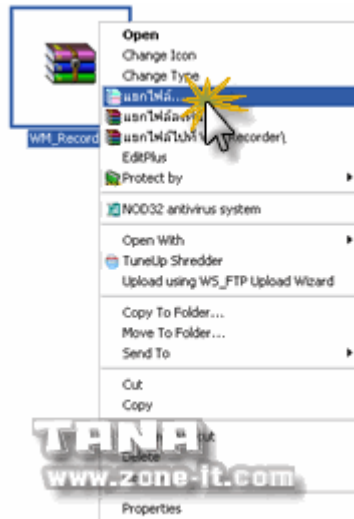 Open
Change Icon
Change Type
แยกไฟล์...
แยกไฟล์
WM_Record
แยกไฟล์ไปที่ Recorder\
EditPlus
Protect by
NOD32 antivirus system
Open With
TuneUp Shredder
Upload using WS_FTP Upload Wizard
Copy To Folder...
Move To Folder...
Send To
Cut
Copy
TANA
Delete
www.zone-it.com
Properties